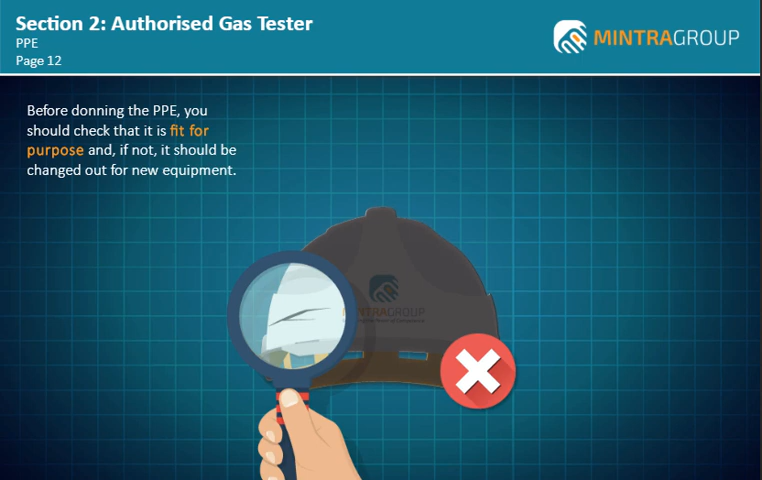 Section 2: Authorised Gas Tester
PPE
Page 12
MINTRAGROUP
Before donning the PPE, you
should check that it is fit for
purpose and, if not, it should be
changed out for new equipment.
MINTRAGROUP